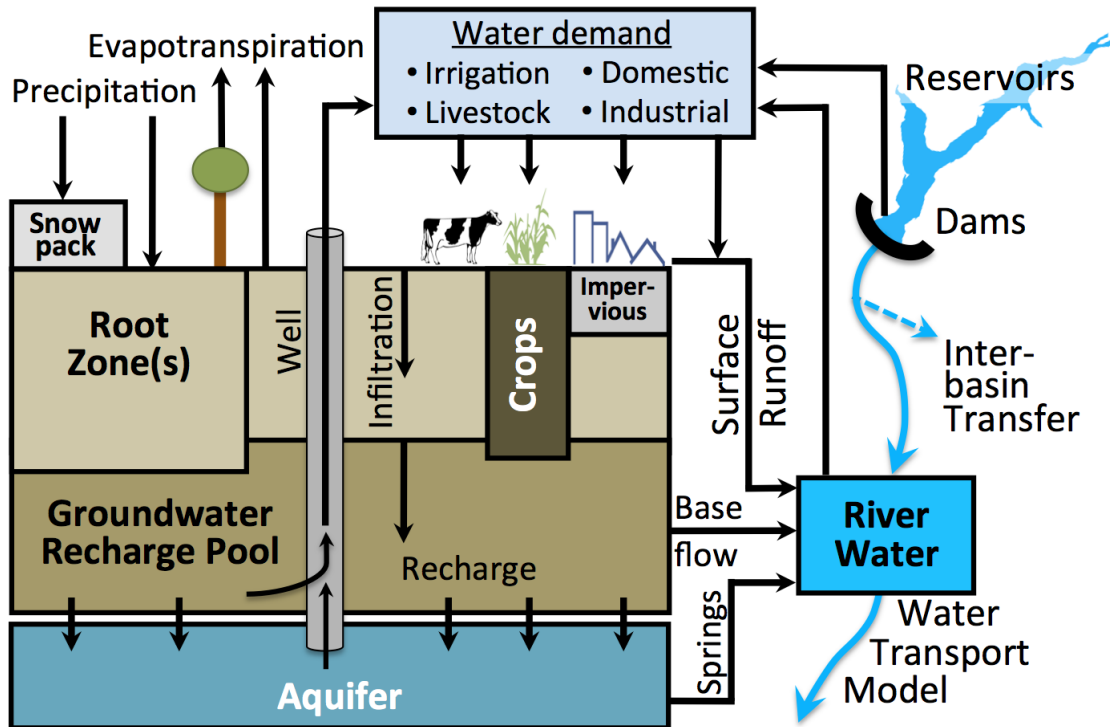 Evapotranspiration
Precipitation
Water demand
• Irrigation
• Domestic
• Livestock
• Industrial
Reservoirs
Dams
Snow
pack
Root
Zone(s)
Well
Infiltration
Crops
Imper-
vious
Surface
Runoff
Inter-
basin
Transfer
Groundwater
Recharge Pool
Recharge
Base
flow
River
Water
Springs
Aquifer
Water
Transport
Model